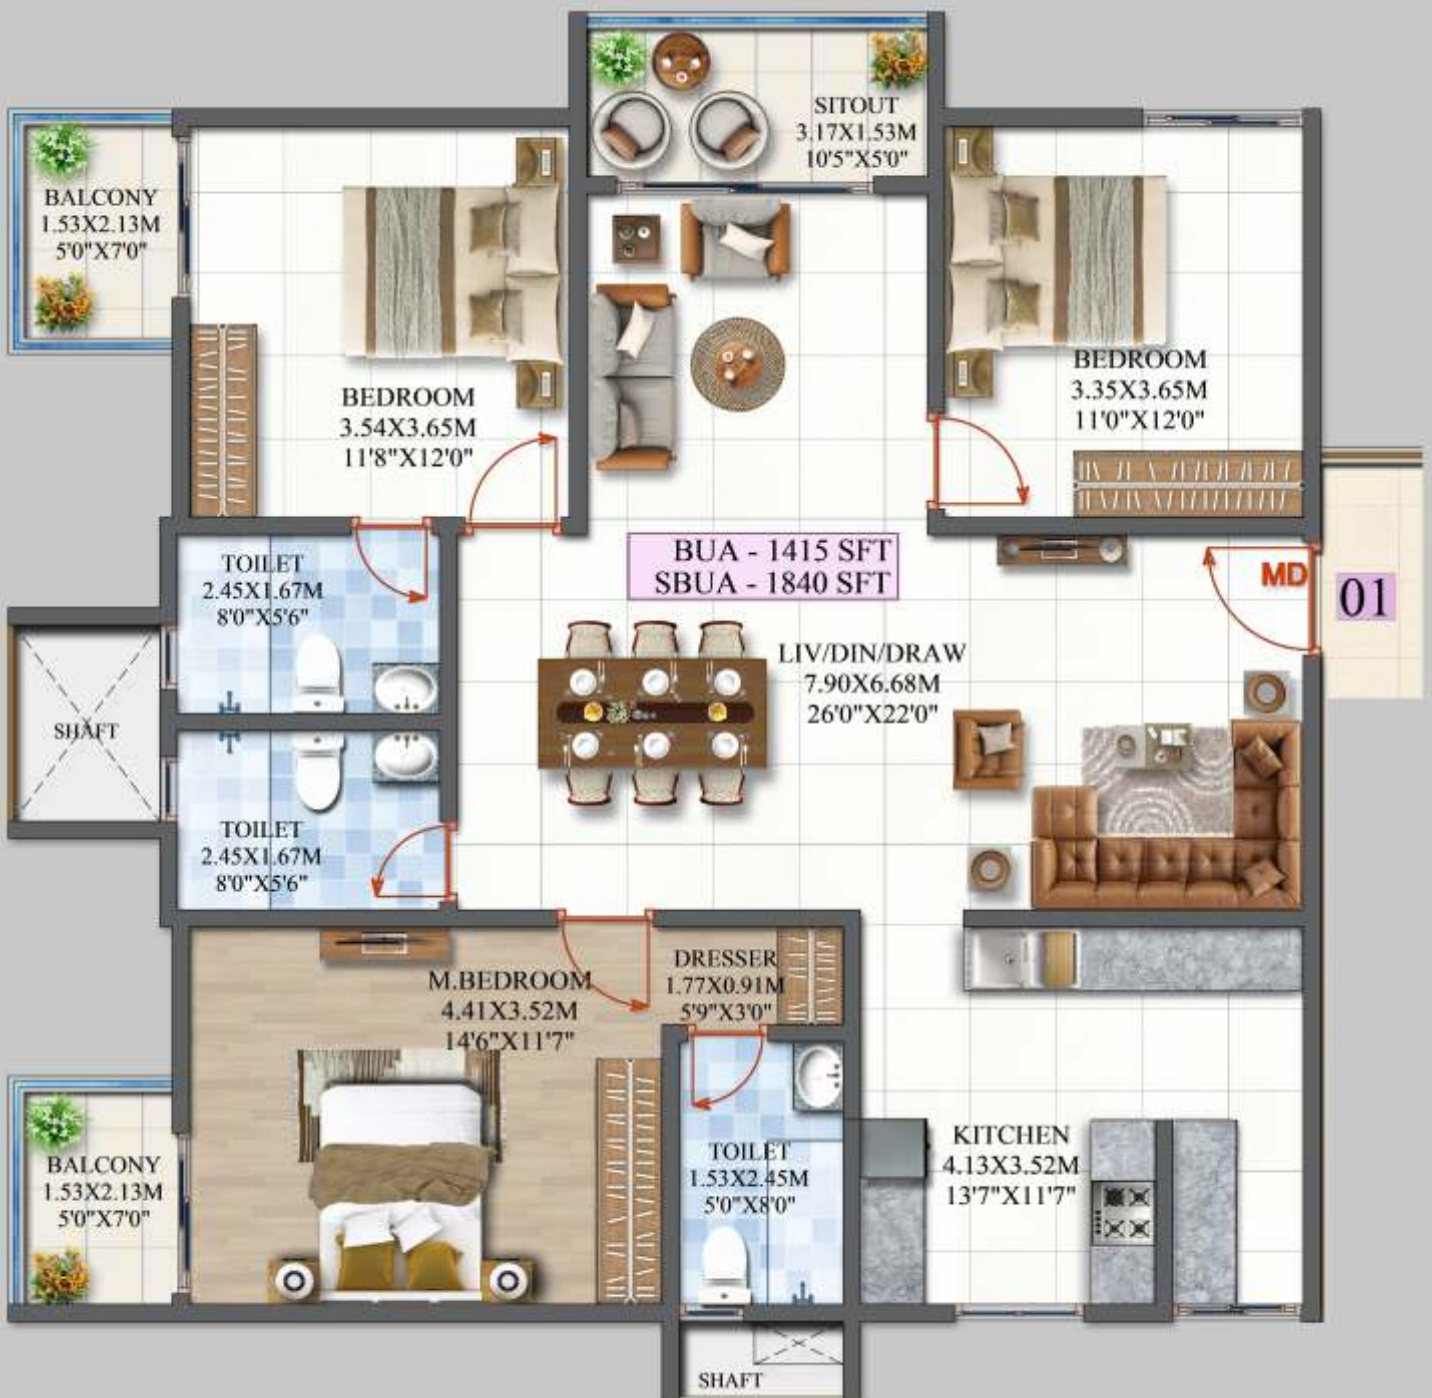 SITOUT
3.17X1.53M
10'5"X5'0"
BALCONY
1.53X2.13M
5'0"X7'0"
BEDROOM
3.54X3.65M
11'8"X12'0"
BEDROOM
3.35X3.65M
11'0"X12'0"
TOILET
2.45X1.67M
8'0"X5'6"
BUA - 1415 SFT
SBUA - 1840 SFT
MD
01
LIV/DIN/DRAW
7.90X6.68M
26'0"X22'0"
SHAFT
TOILET
2.45X1.67M
8'0"X5'6"
M.BEDROOM
4.41X3.52M
14'6"X11'7"
DRESSER
1.77X0.91M
5'9"X3'0"
BALCONY
1.53X2.13M
5'0"X7'0"
TOILET
1.53X2.45M
5'0"X8'0"
KITCHEN
4.13X3.52M
13'7"X11'7"
SHAFT